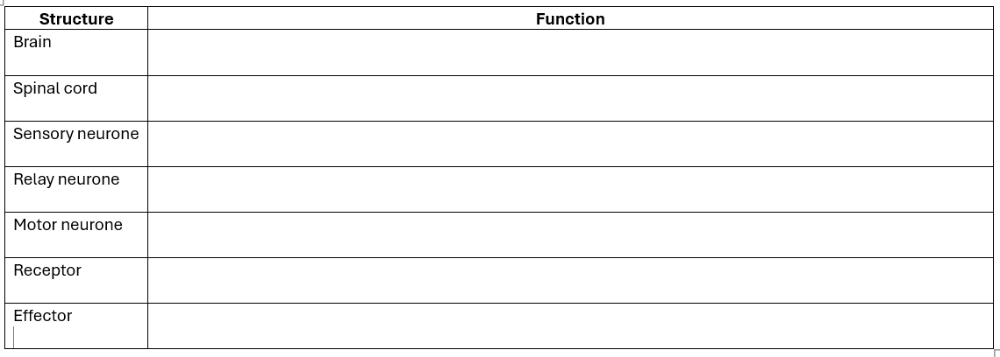 Structure Function
Brain
Spinal cord
Sensory neurone
Relay neurone
Motor neurone
Receptor
Effector